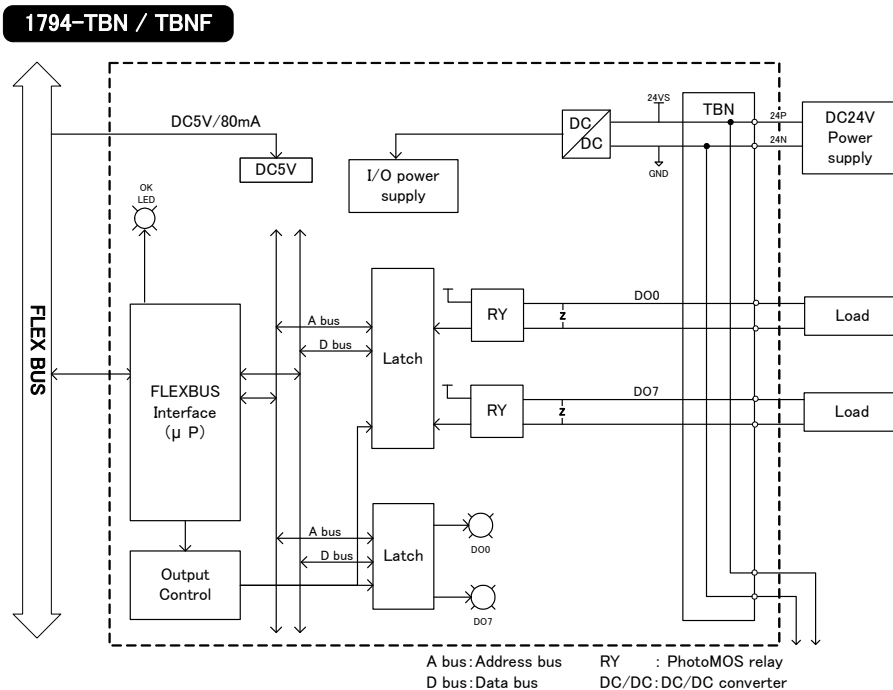 1794-TBN / TBNF
DC5V/80mA
DC5V
OK
LED
I/O power
supply
DC
DC
24VS
GND
TBN
24P
24N
DC24V
Power
supply
FLEX BUS
FLEXBUS
Interface
(μ P)
A bus
D bus
Latch
RY
z
DO0
Load
RY
z
DO7
Load
Output
Control
A bus
D bus
Latch
DO0
DO7
A bus:Address bus
RY : PhotoMOS relay
D bus:Data bus
DC/DC:DC/DC converter